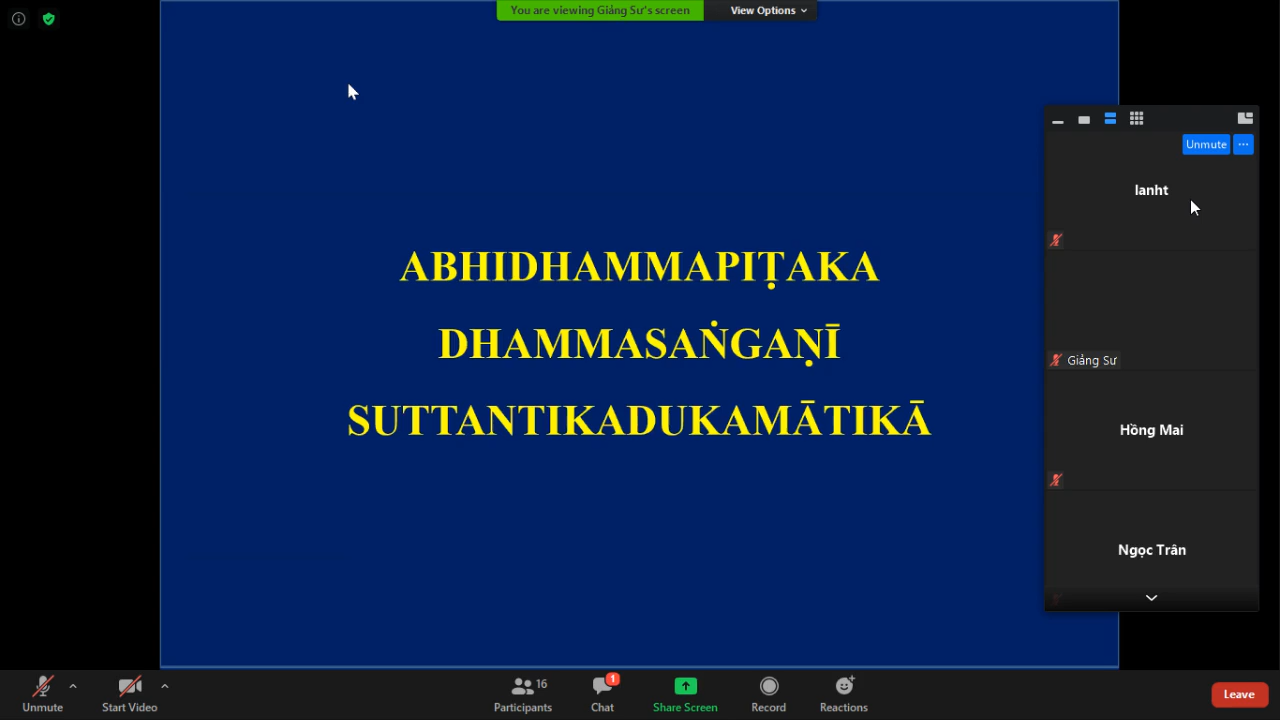 You are viewing Giảng Sư's screen
View Options
Unmute
lanht
ABHIDHAMMAPIṬAKA
DHAMMASAṄGAṆĪ
SUTTANTIKADUKAMĀTIKĀ
Giảng Sư
Hồng Mai
Ngọc Trân
Unmute
Start Video
Participants
16
Chat
1
Share Screen
Record
Reactions
Leave